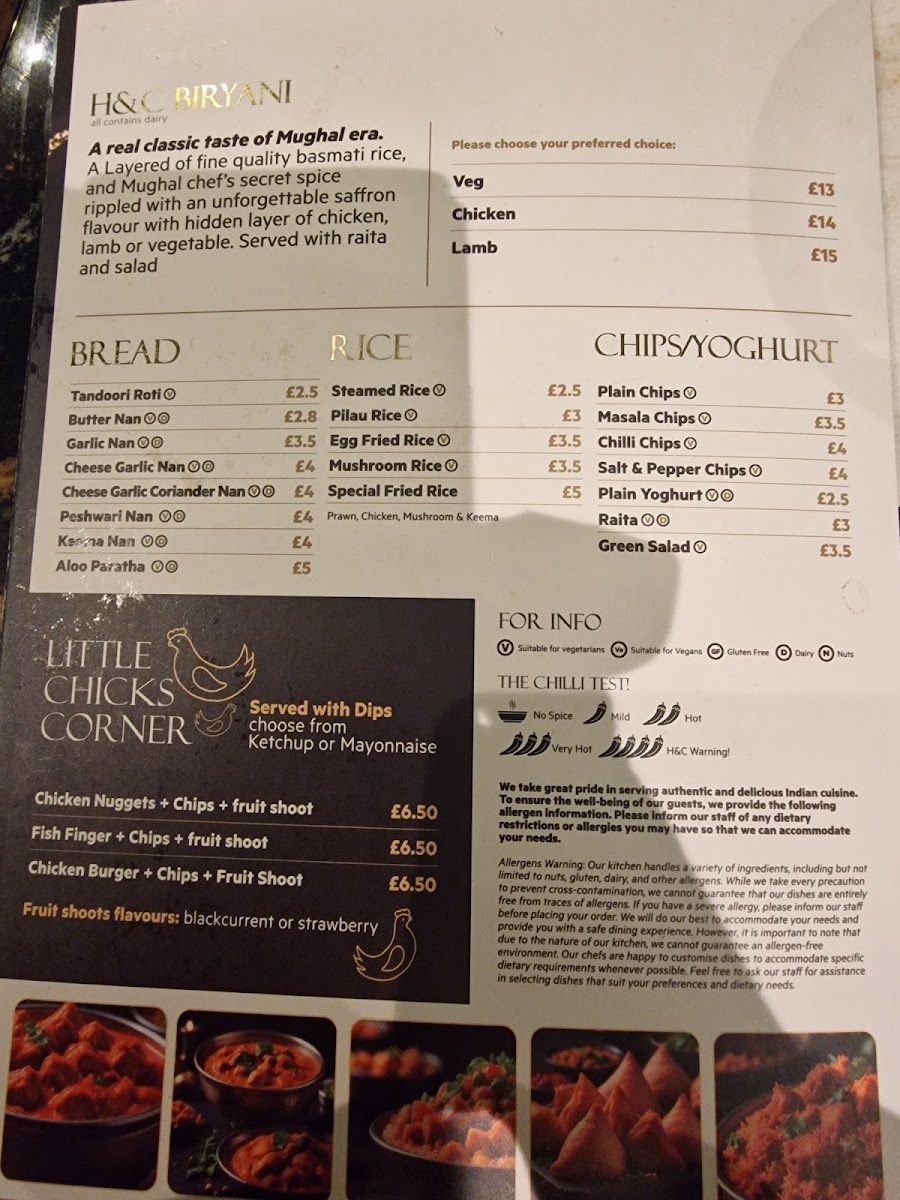 H&C BIRYANI
all contains dairy
A real classic taste of Mughal era.
A Layered of fine quality basmati rice,
and Mughal chef's secret spice
rippled with an unforgettable saffron
flavour with hidden layer of chicken,
lamb or vegetable. Served with raita
and salad
Please choose your preferred choice:
Veg £13
Chicken £14
Lamb £15
BREAD
Tandoori Roti V £2.5
Butter Nan V D £2.8
Garlic Nan V D £3.5
Cheese Garlic Nan V D £4
Cheese Garlic Coriander Nan V D £4
Peshwari Nan V D £4
Keema Nan V D £4
Aloo Paratha V D £5
RICE
Steamed Rice V £2.5
Pilau Rice V £3
Egg Fried Rice V £3.5
Mushroom Rice V £3.5
Special Fried Rice £5
Prawn, Chicken, Mushroom & Keema
CHIPS/YOGHURT
Plain Chips V £3
Masala Chips V £3.5
Chilli Chips V £4
Salt & Pepper Chips V £4
Plain Yoghurt V D £2.5
Raita V D £3
Green Salad V £3.5
LITTLE
CHICKS
CORNER
Served with Dips
choose from
Ketchup or Mayonnaise
Chicken Nuggets + Chips + fruit shoot £6.50
Fish Finger + Chips + fruit shoot £6.50
Chicken Burger + Chips + Fruit Shoot £6.50
Fruit shoots flavours: blackcurrent or strawberry
FOR INFO
V Suitable for vegetarians Ve Suitable for Vegans GF Gluten Free D Dairy N Nuts
THE CHILLI TEST!
No Spice Mild Hot
Very Hot H&C Warning!
We take great pride in serving authentic and delicious Indian cuisine.
To ensure the well-being of our guests, we provide the following
allergen information. Please inform our staff of any dietary
restrictions or allergies you may have so that we can accommodate
your needs.
Allergens Warning: Our kitchen handles a variety of ingredients, including but not
limited to nuts, gluten, dairy, and other allergens. While we take every precaution
to prevent cross-contamination, we cannot guarantee that our dishes are entirely
free from traces of allergens. If you have a severe allergy, please inform our staff
before placing your order. We will do our best to accommodate your needs and
provide you with a safe dining experience. However, it is important to note that
due to the nature of our kitchen, we cannot guarantee an allergen-free
environment. Our chefs are happy to customise dishes to accommodate specific
dietary requirements whenever possible. Feel free to ask our staff for assistance
in selecting dishes that suit your preferences and dietary needs.